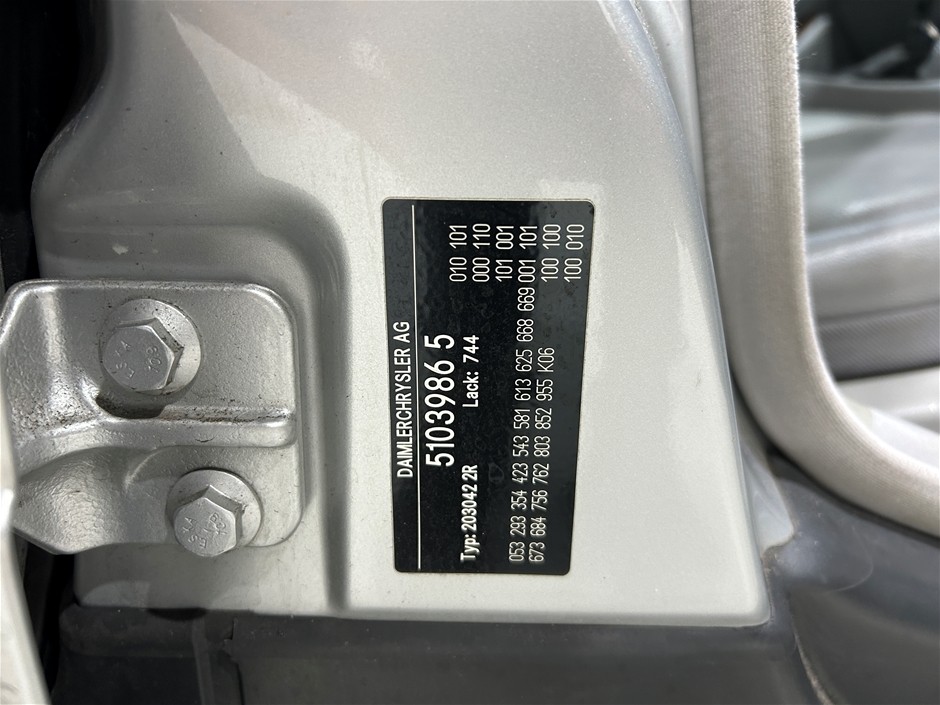 DAIMLERCHRYSLER AG
5103986 5
Typ: 203042 2R Lack: 744
053 293 354 423 543 581 613 625 668 669
673 684 756 762 803 852 955 K06
010 101
000 110
101 001
001 101
100 100
100 010